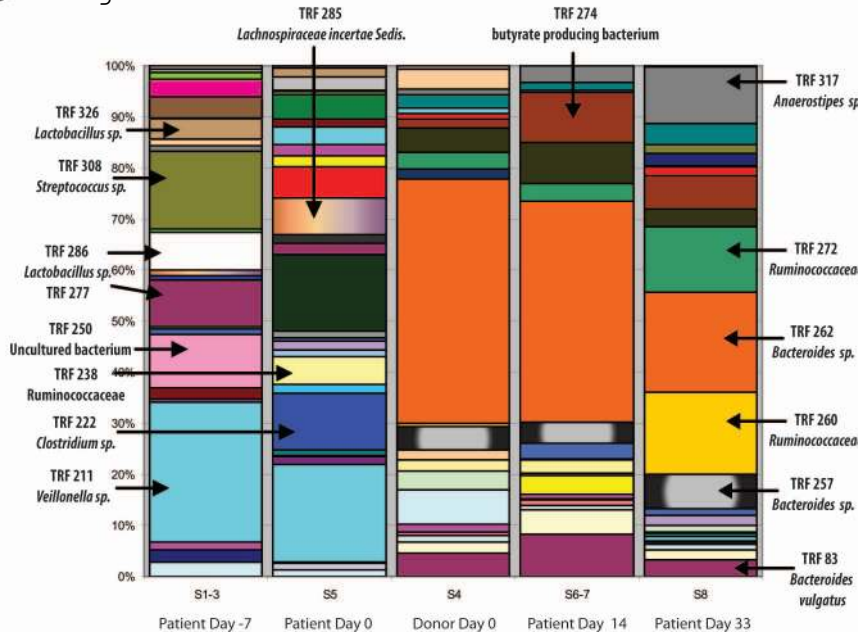 TRF 285
Lachnospiraceae incertae Sedis.
TRF 274
butyrate producing bacterium
100%
90%
80%
70%
60%
50%
40%
30%
20%
10%
0%
TRF 326
Lactobacillus sp.
TRF 308
Streptococcus sp.
TRF 286
Lactobacillus sp.
TRF 277
TRF 250
Uncultured bacterium
TRF 238
Ruminococcaceae
TRF 222
Clostridium sp.
TRF 211
Veillonella sp.
TRF 317
Anaerostipes sp.
TRF 272
Ruminococcaceae
TRF 262
Bacteroides sp.
TRF 260
Ruminococcaceae
TRF 257
Bacteroides sp.
TRF 83
Bacteroides
vulgatus
S1-3 S5 S4 S6-7 S8
Patient Day -7 Patient Day 0 Donor Day 0 Patient Day 14 Patient Day 33